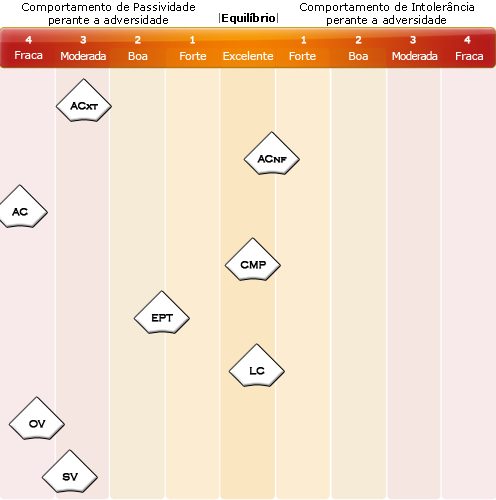 Comportamento de Passividade
perante a adversidade
|Equilíbrio|
Comportamento de Intolerância
perante a adversidade
4 3 2 1 1 2 3 4
Fraca Moderada Boa Forte Excelente Forte Boa Moderada Fraca
ACXT
ACNF
AC
CMP
EPT
LC
OV
SV